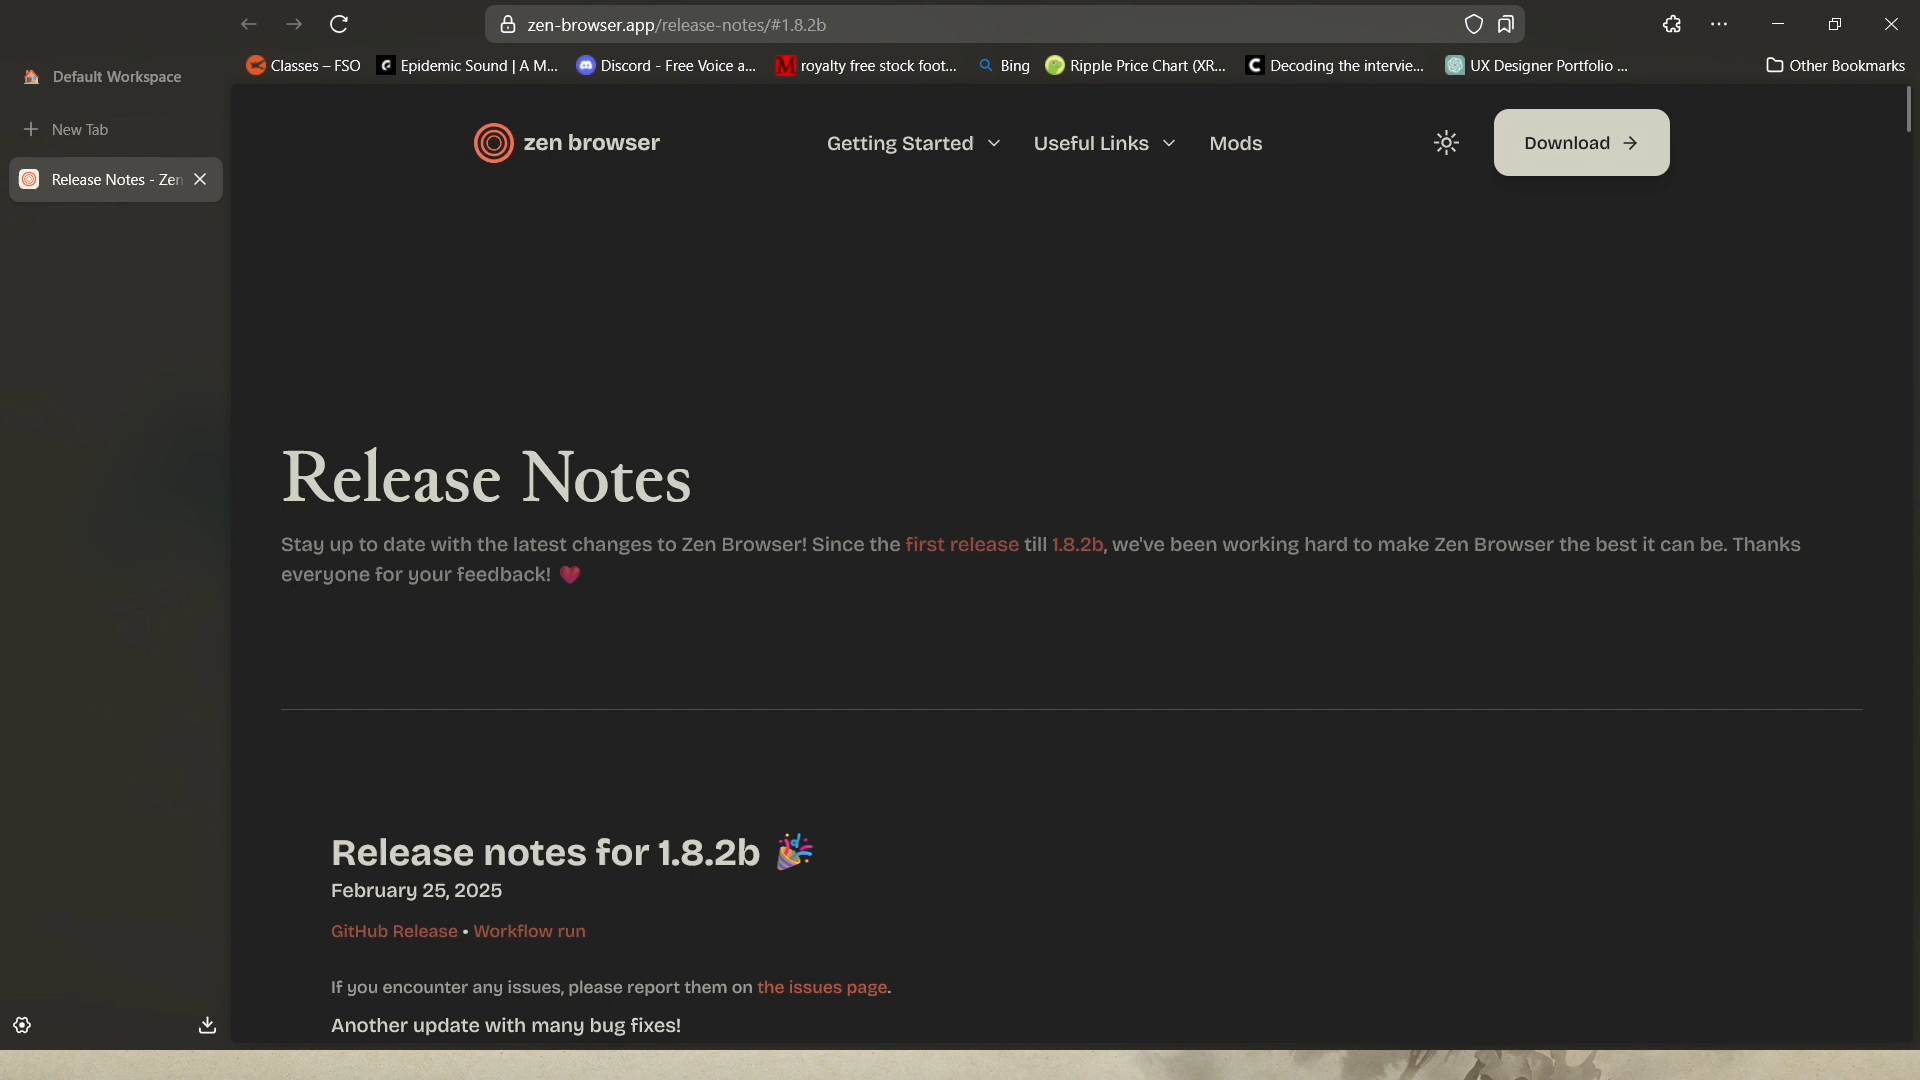 zen-browser.app/release-notes/#1.8.2b
Classes – FSO
Epidemic Sound | A M...
Discord - Free Voice a...
royalty free stock foot...
Bing
Ripple Price Chart (XR...
Decoding the intervie...
UX Designer Portfolio ...
Other Bookmarks
Default Workspace
New Tab
Release Notes - Zen
zen browser
Getting Started
Useful Links
Mods
Download
Release Notes
Stay up to date with the latest changes to Zen Browser! Since the first release till 1.8.2b, we've been working hard to make Zen Browser the best it can be. Thanks
everyone for your feedback! ❤️
Release notes for 1.8.2b 🎉
February 25, 2025
GitHub Release • Workflow run
If you encounter any issues, please report them on the issues page.
Another update with many bug fixes!